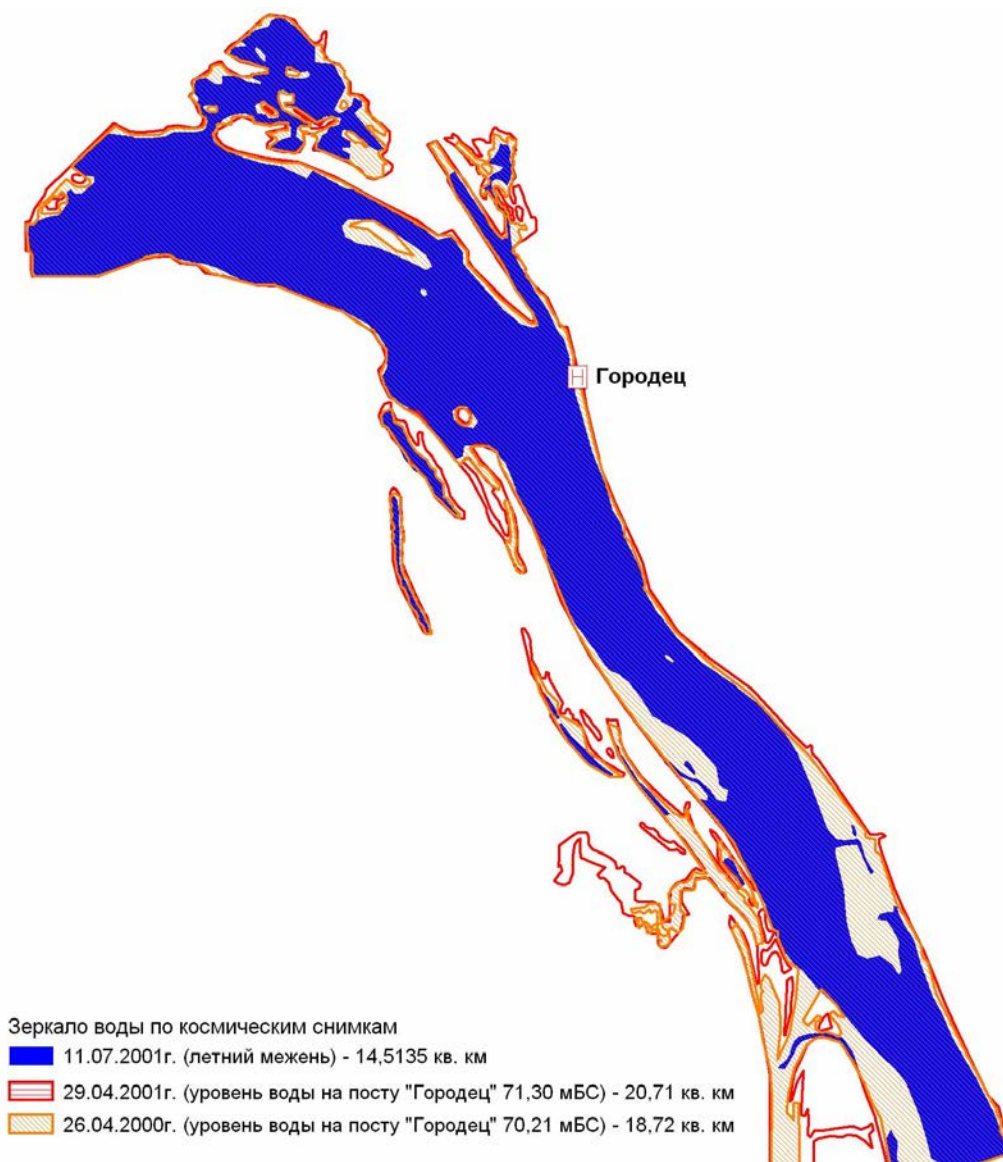 Н Городец
Зеркало воды по космическим снимкам
11.07.2001г. (летний межень) - 14,5135 кв. км
29.04.2001г. (уровень воды на посту "Городец" 71,30 мБС) - 20,71 кв. км
26.04.2000г. (уровень воды на посту "Городец" 70,21 мБС) - 18,72 кв. км